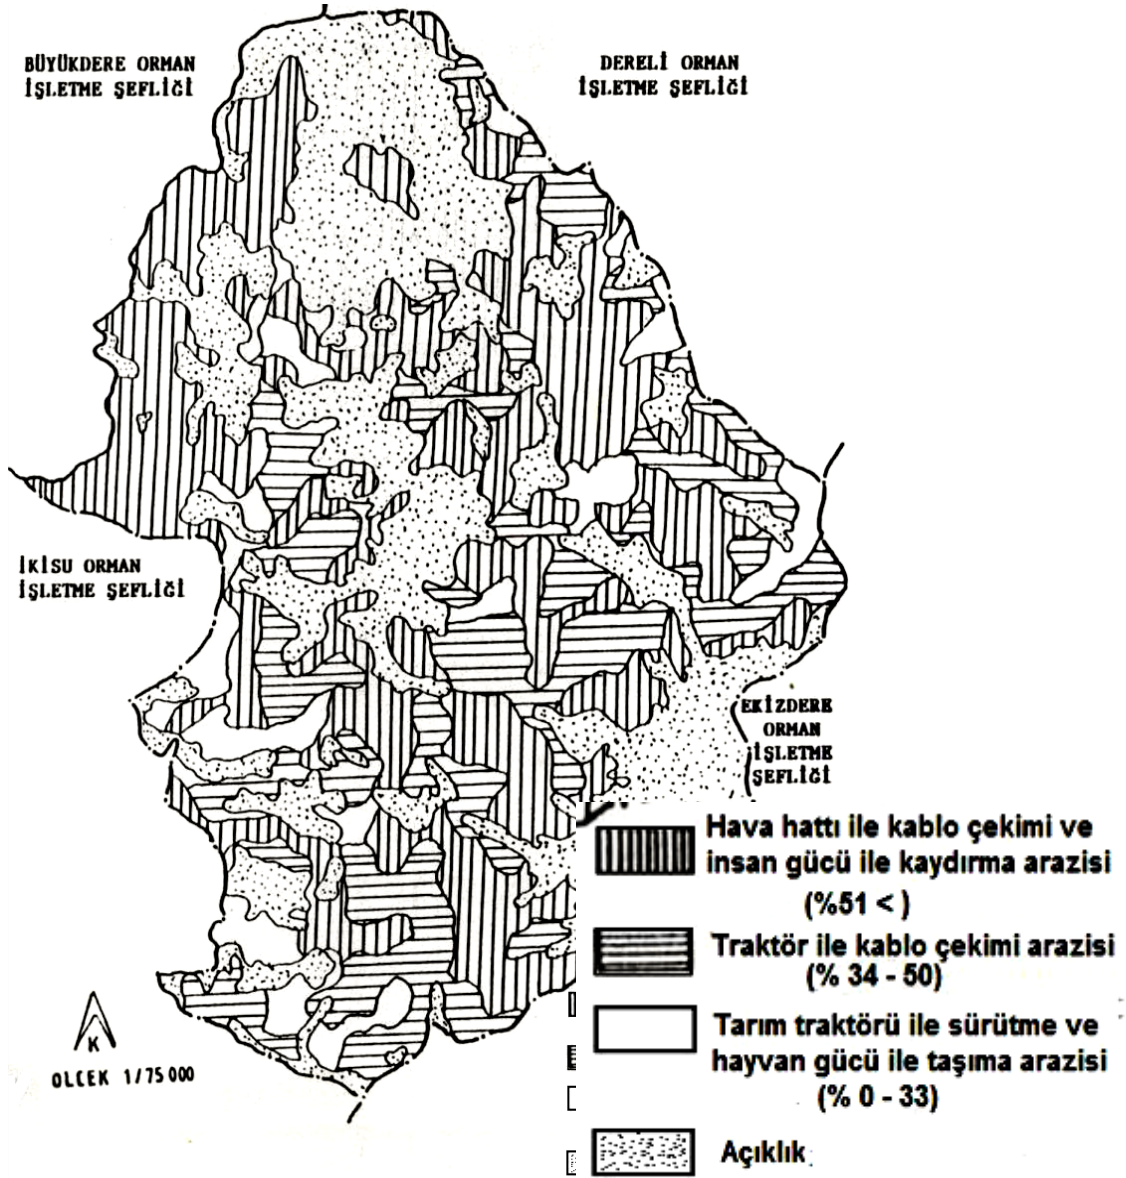 BÜYÜKDERE ORMAN
İŞLETME ŞEFLİĞİ
DERELİ ORMAN
İŞLETME ŞEFLİĞİ
İKİSU ORMAN
İŞLETME ŞEFLİĞİ
EKİZDERE
ORMAN
İŞLETME
ŞEFLİĞİ
K
OLCEK 1/75 000
Hava hattı ile kablo çekimi ve
insan gücü ile kaydırma arazisi
(%51 < )
Traktör ile kablo çekimi arazisi
(% 34 - 50)
Tarım traktörü ile sürütme ve
hayvan gücü ile taşıma arazisi
(% 0 - 33)
Açıklık